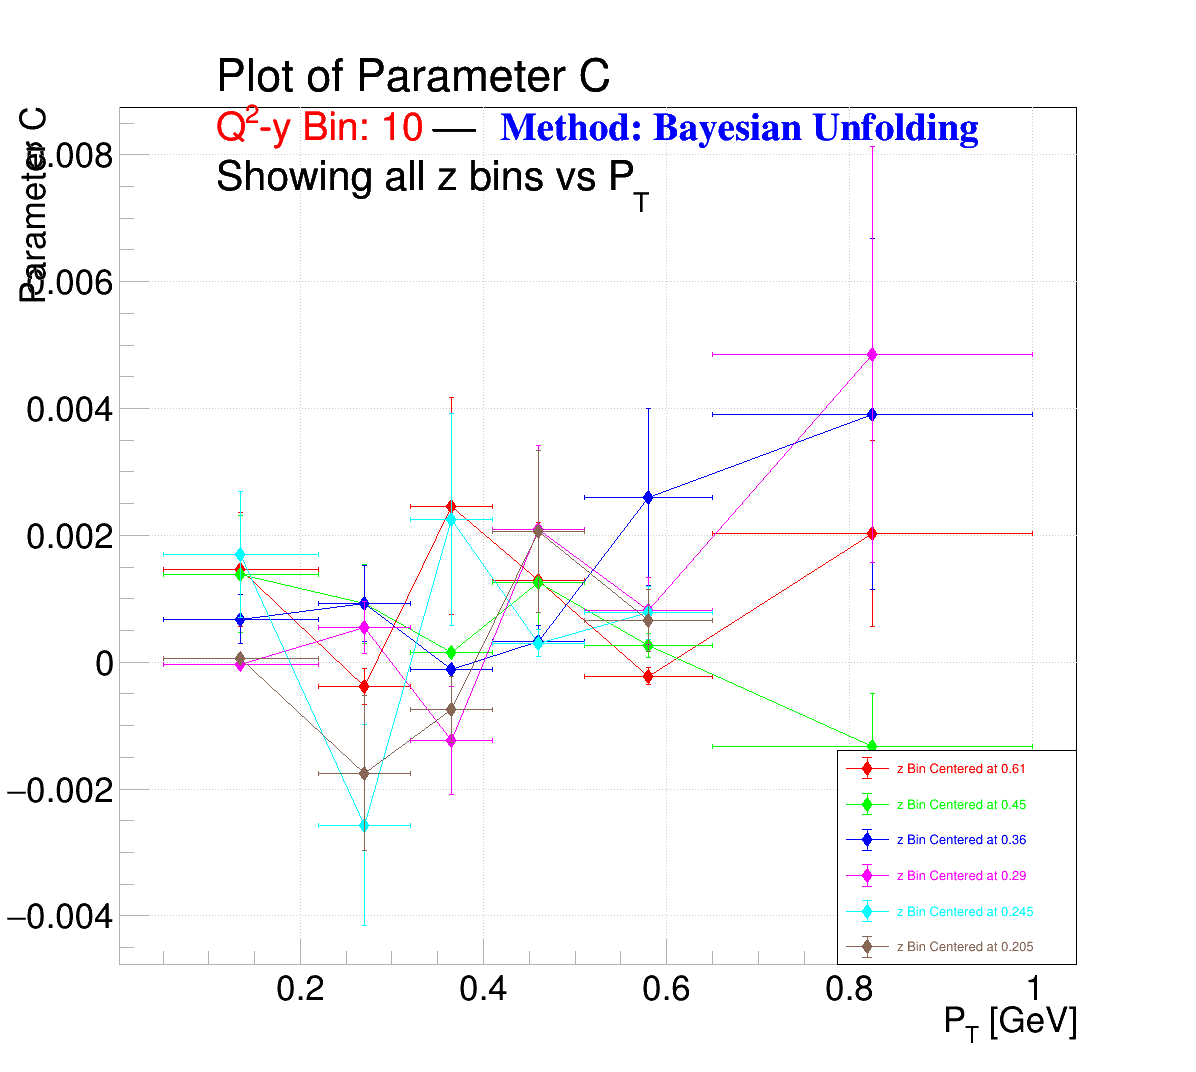 Plot of Parameter C
Q²-y Bin: 10 — Method: Bayesian Unfolding
Showing all z bins vs P_T
Parameter C
0.008
0.006
0.004
0.002
0
−0.002
−0.004
0.2 0.4 0.6 0.8 1
P_T [GeV]
z Bin Centered at 0.61
z Bin Centered at 0.45
z Bin Centered at 0.36
z Bin Centered at 0.29
z Bin Centered at 0.245
z Bin Centered at 0.205